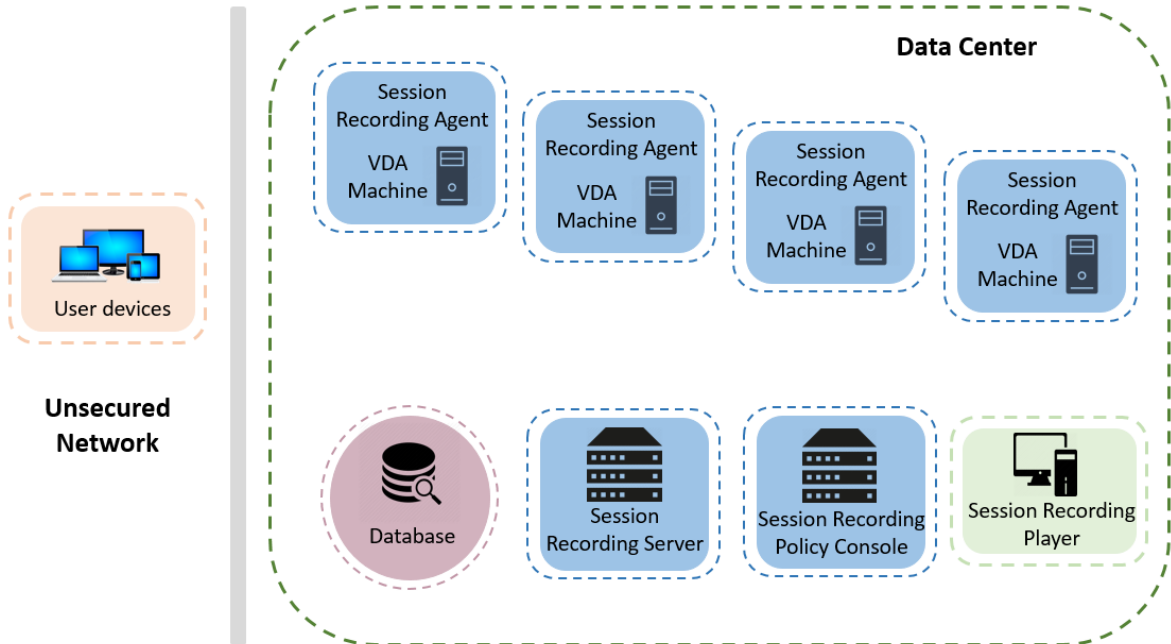 Data Center
Session
Recording Agent
VDA
Machine
Session
Recording Agent
VDA
Machine
Session
Recording Agent
VDA
Machine
Session
Recording Agent
VDA
Machine
User devices
Unsecured
Network
Database
Session
Recording Server
Session Recording
Policy Console
Session Recording
Player